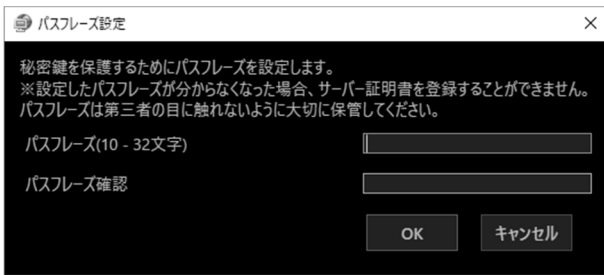 パスフレーズ設定
秘密鍵を保護するためにパスフレーズを設定します。
※設定したパスフレーズが分からなくなった場合、サーバー証明書を登録することができません。
パスフレーズは第三者の目に触れないように大切に保管してください。
パスフレーズ(10 - 32文字)
パスフレーズ確認
OK キャンセル